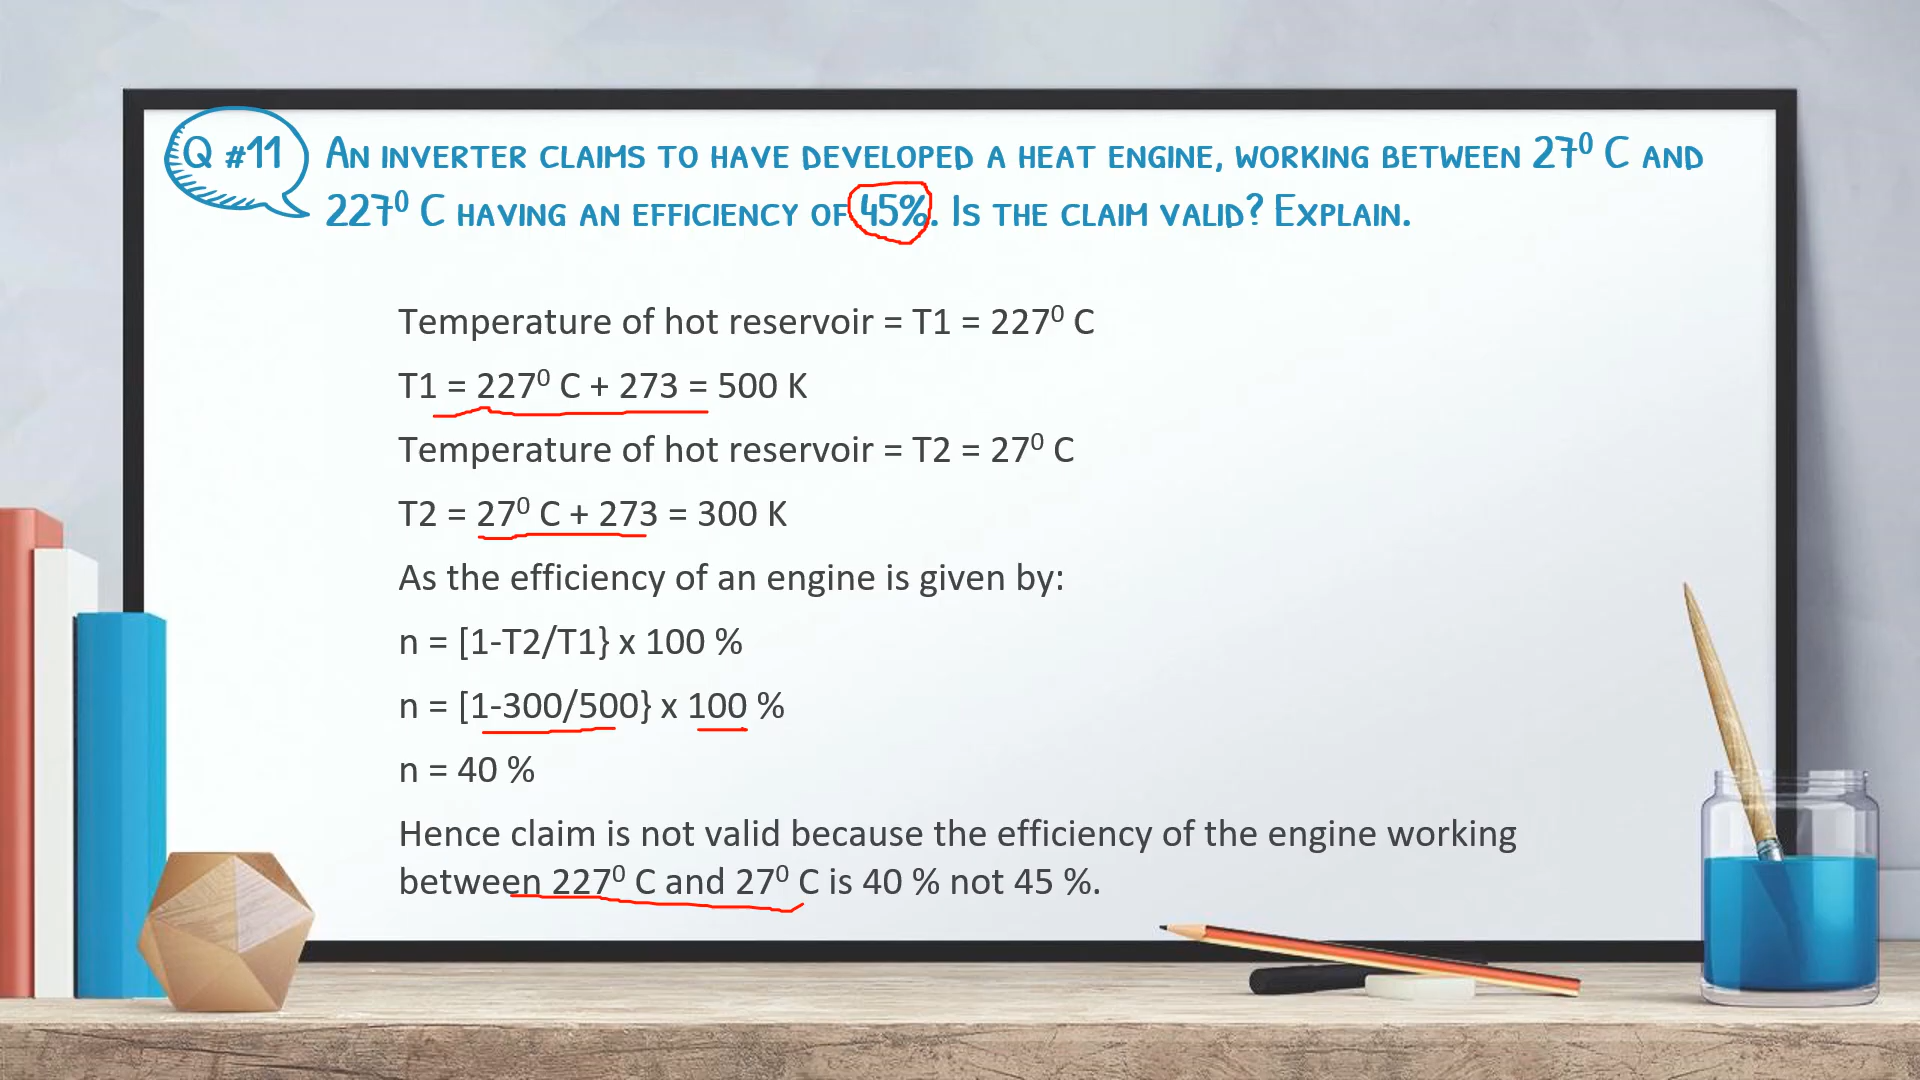 Q #11 An inverter claims to have developed a heat engine, working between 27⁰ C and
227⁰ C having an efficiency of 45%. Is the claim valid? Explain.
Temperature of hot reservoir = T1 = 227⁰ C
T1 = 227⁰ C + 273 = 500 K
Temperature of hot reservoir = T2 = 27⁰ C
T2 = 27⁰ C + 273 = 300 K
As the efficiency of an engine is given by:
n = [1-T2/T1} x 100 %
n = [1-300/500} x 100 %
n = 40 %
Hence claim is not valid because the efficiency of the engine working
between 227⁰ C and 27⁰ C is 40 % not 45 %.